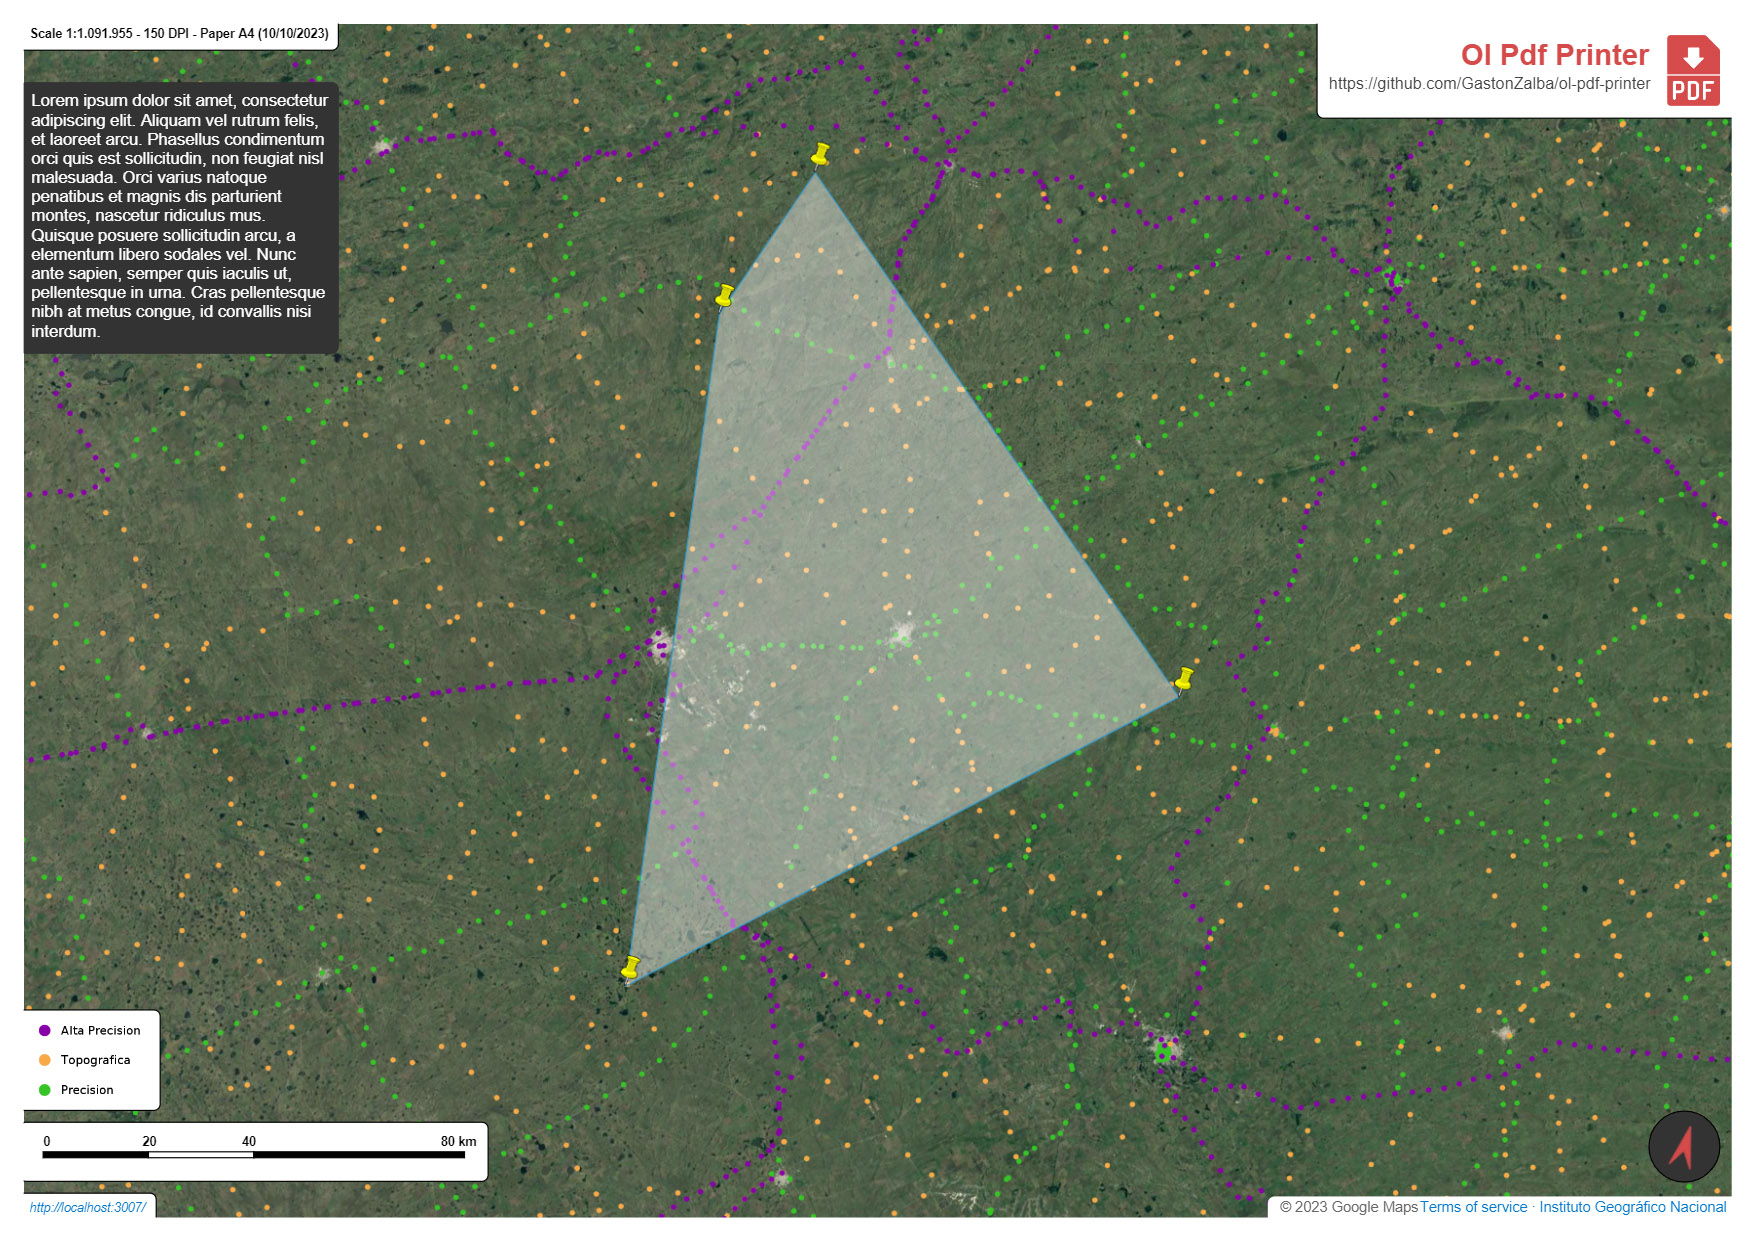 Scale 1:1.091.955 - 150 DPI - Paper A4 (10/10/2023)
Ol Pdf Printer
https://github.com/GastonZalba/ol-pdf-printer
PDF
Lorem ipsum dolor sit amet, consectetur
adipiscing elit. Aliquam vel rutrum felis,
et laoreet arcu. Phasellus condimentum
orci quis est sollicitudin, non feugiat nisl
malesuada. Orci varius natoque
penatibus et magnis dis parturient
montes, nascetur ridiculus mus.
Quisque posuere sollicitudin arcu, a
elementum libero sodales vel. Nunc
ante sapien, semper quis iaculis ut,
pellentesque in urna. Cras pellentesque
nibh at metus congue, id convallis nisi
interdum.
Alta Precision
Topografica
Precision
0 20 40 80 km
http://localhost:3007/
© 2023 Google Maps Terms of service · Instituto Geográfico Nacional